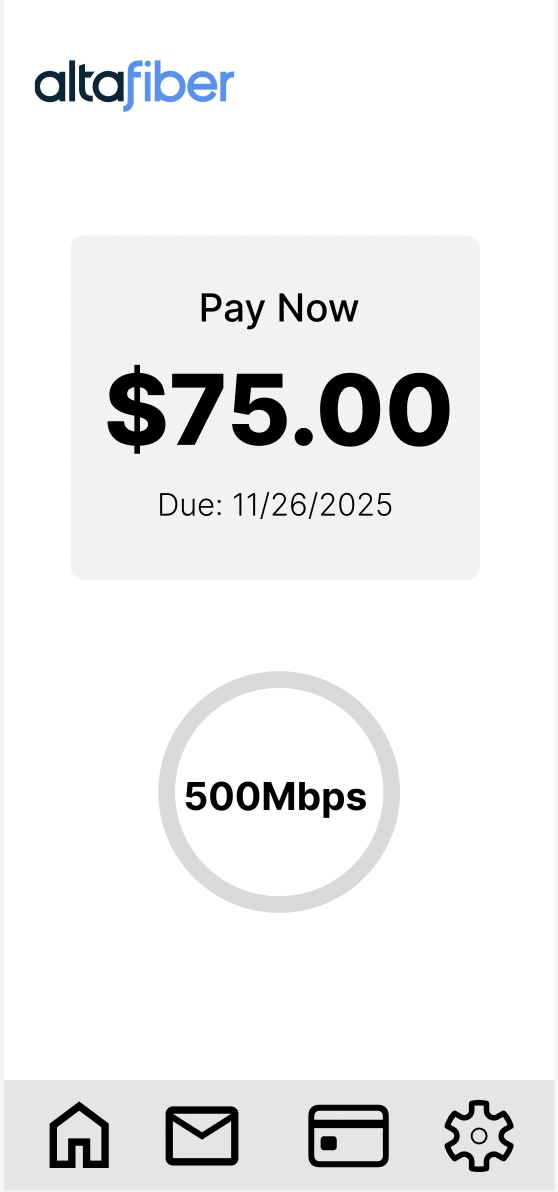 altafiber
Pay Now
$75.00
Due: 11/26/2025
500Mbps